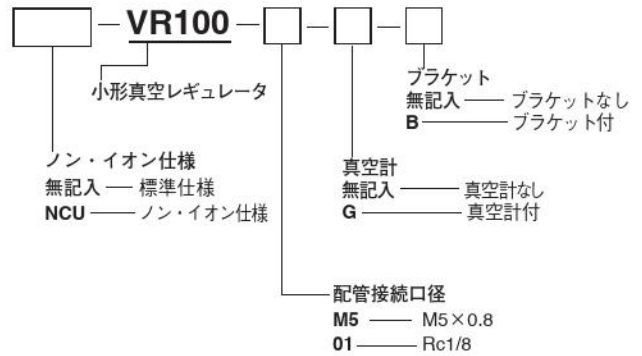 VR100
小形真空レギュレータ
ブラケット
無記入 ブラケットなし
B ブラケット付
ノン・イオン仕様
無記入 標準仕様
NCU ノン・イオン仕様
真空計
無記入 真空計なし
G 真空計付
配管接続口径
M5 M5×0.8
01 Rc1/8